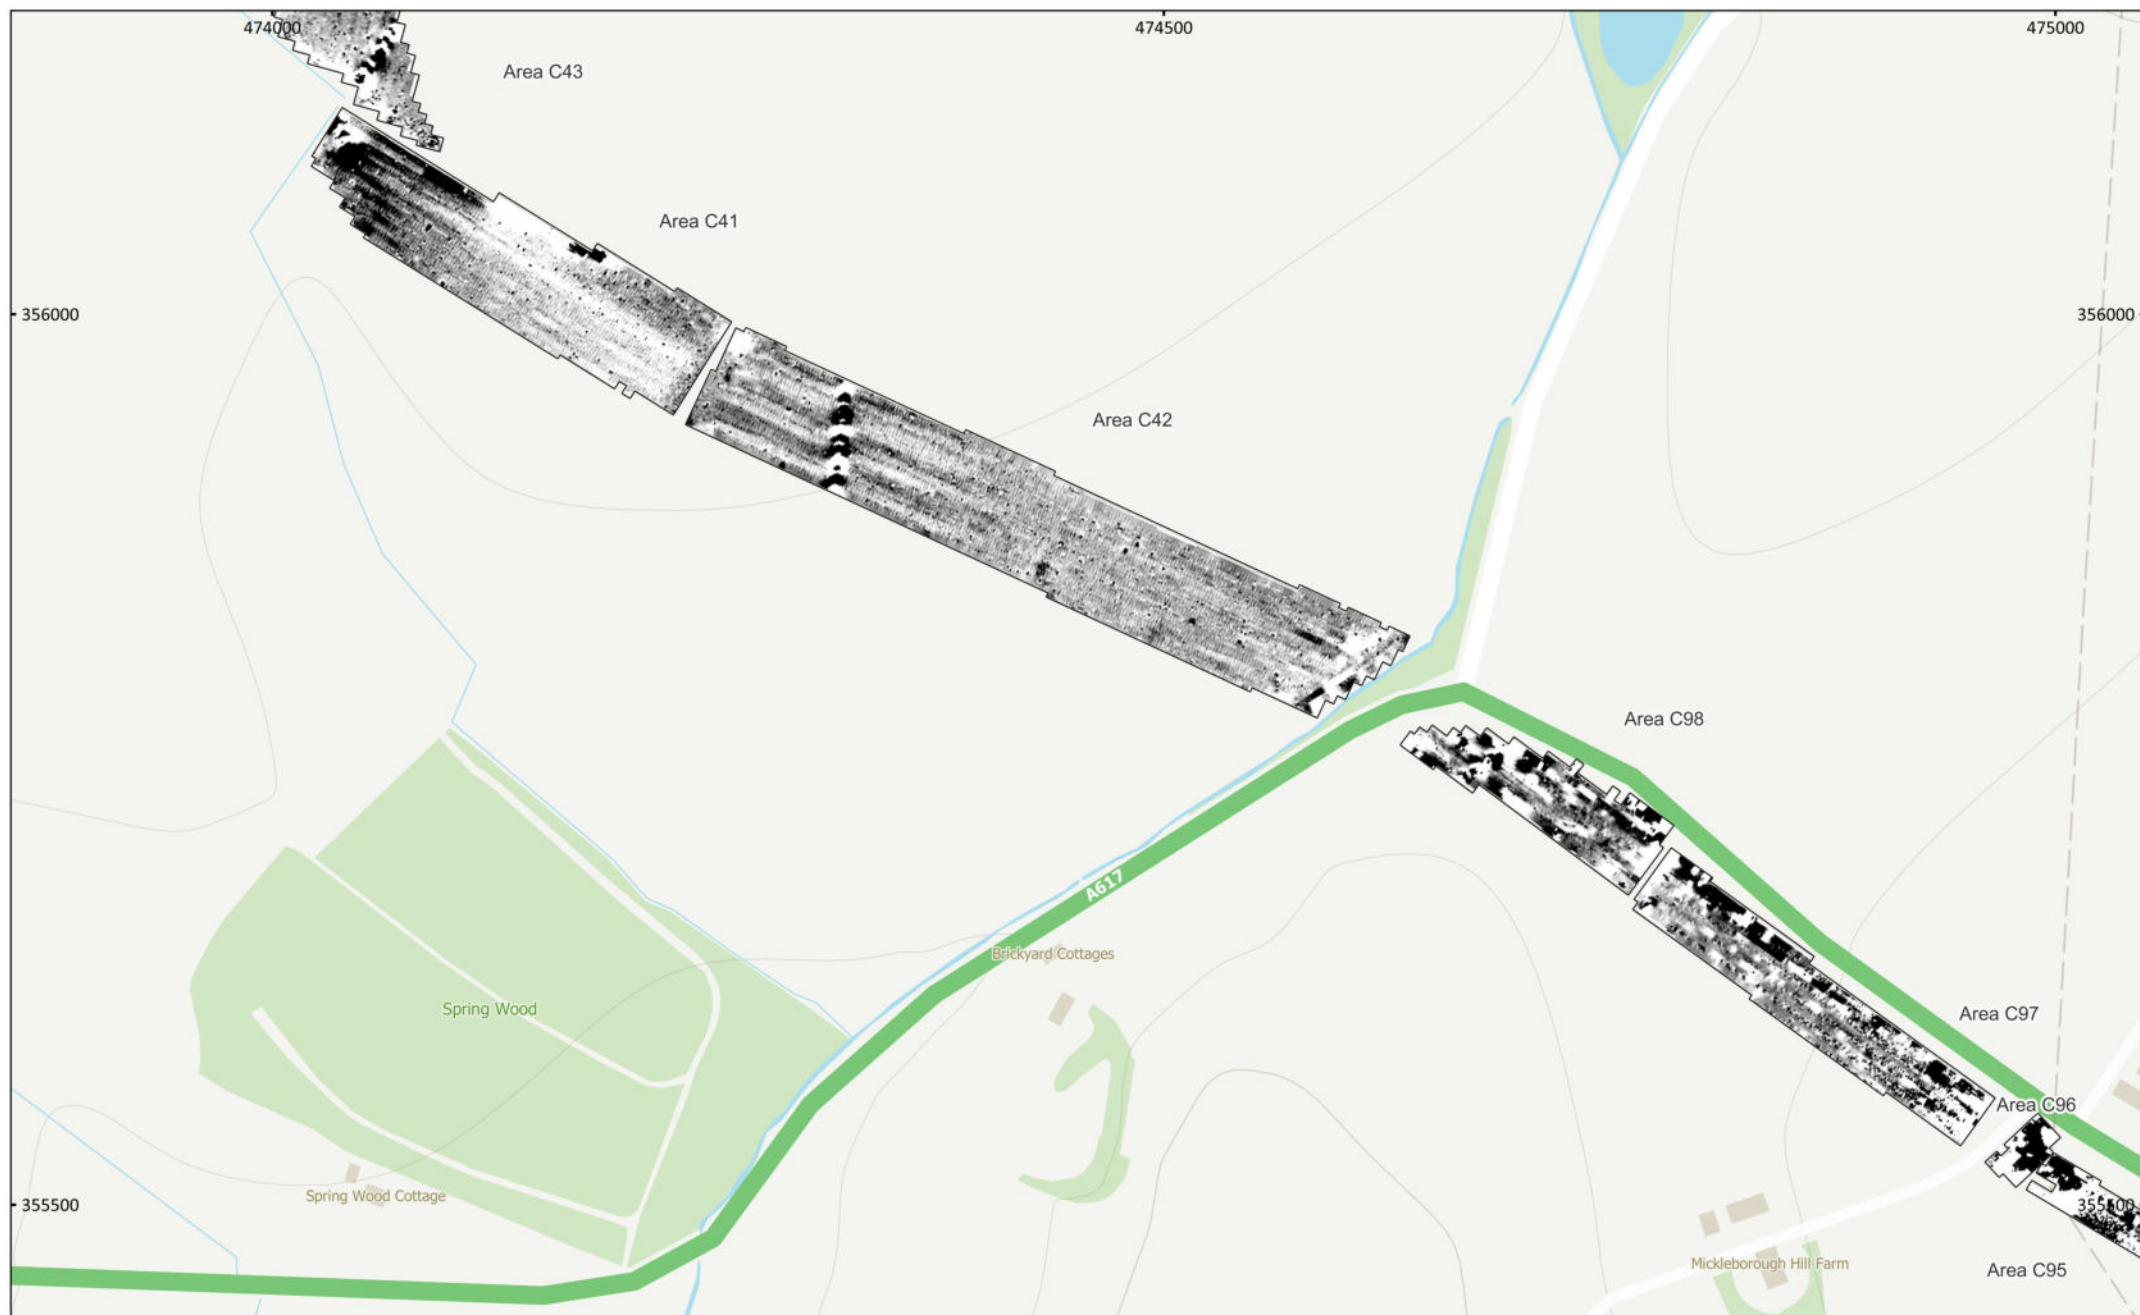 474000
474500
475000
Area C43
Area C41
356000
356000
Area C42
Area C98
A617
Brickyard Cottages
Spring Wood
Area C97
Area C96
Spring Wood Cottage
355500
355500
Mickleborough Hill Farm
Area C95